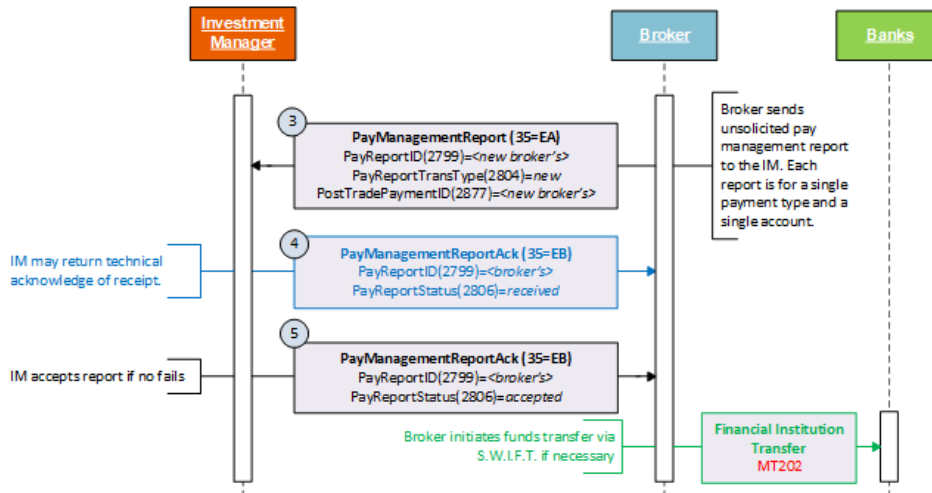 Investment
Manager
Broker
Banks
3
PayManagementReport (35=EA)
PayReportID(2799)=<new broker's>
PayReportTransType(2804)=new
PostTradePaymentID(2877)=<new broker's>
Broker sends
unsolicited pay
management report
to the IM. Each
report is for a single
payment type and a
single account.
4
PayManagementReportAck (35=EB)
PayReportID(2799)=<broker's>
PayReportStatus(2806)=received
IM may return technical
acknowledge of receipt.
5
PayManagementReportAck (35=EB)
PayReportID(2799)=<broker's>
PayReportStatus(2806)=accepted
IM accepts report if no fails
Broker initiates funds transfer via
S.W.I.F.T. if necessary
Financial Institution
Transfer
MT202